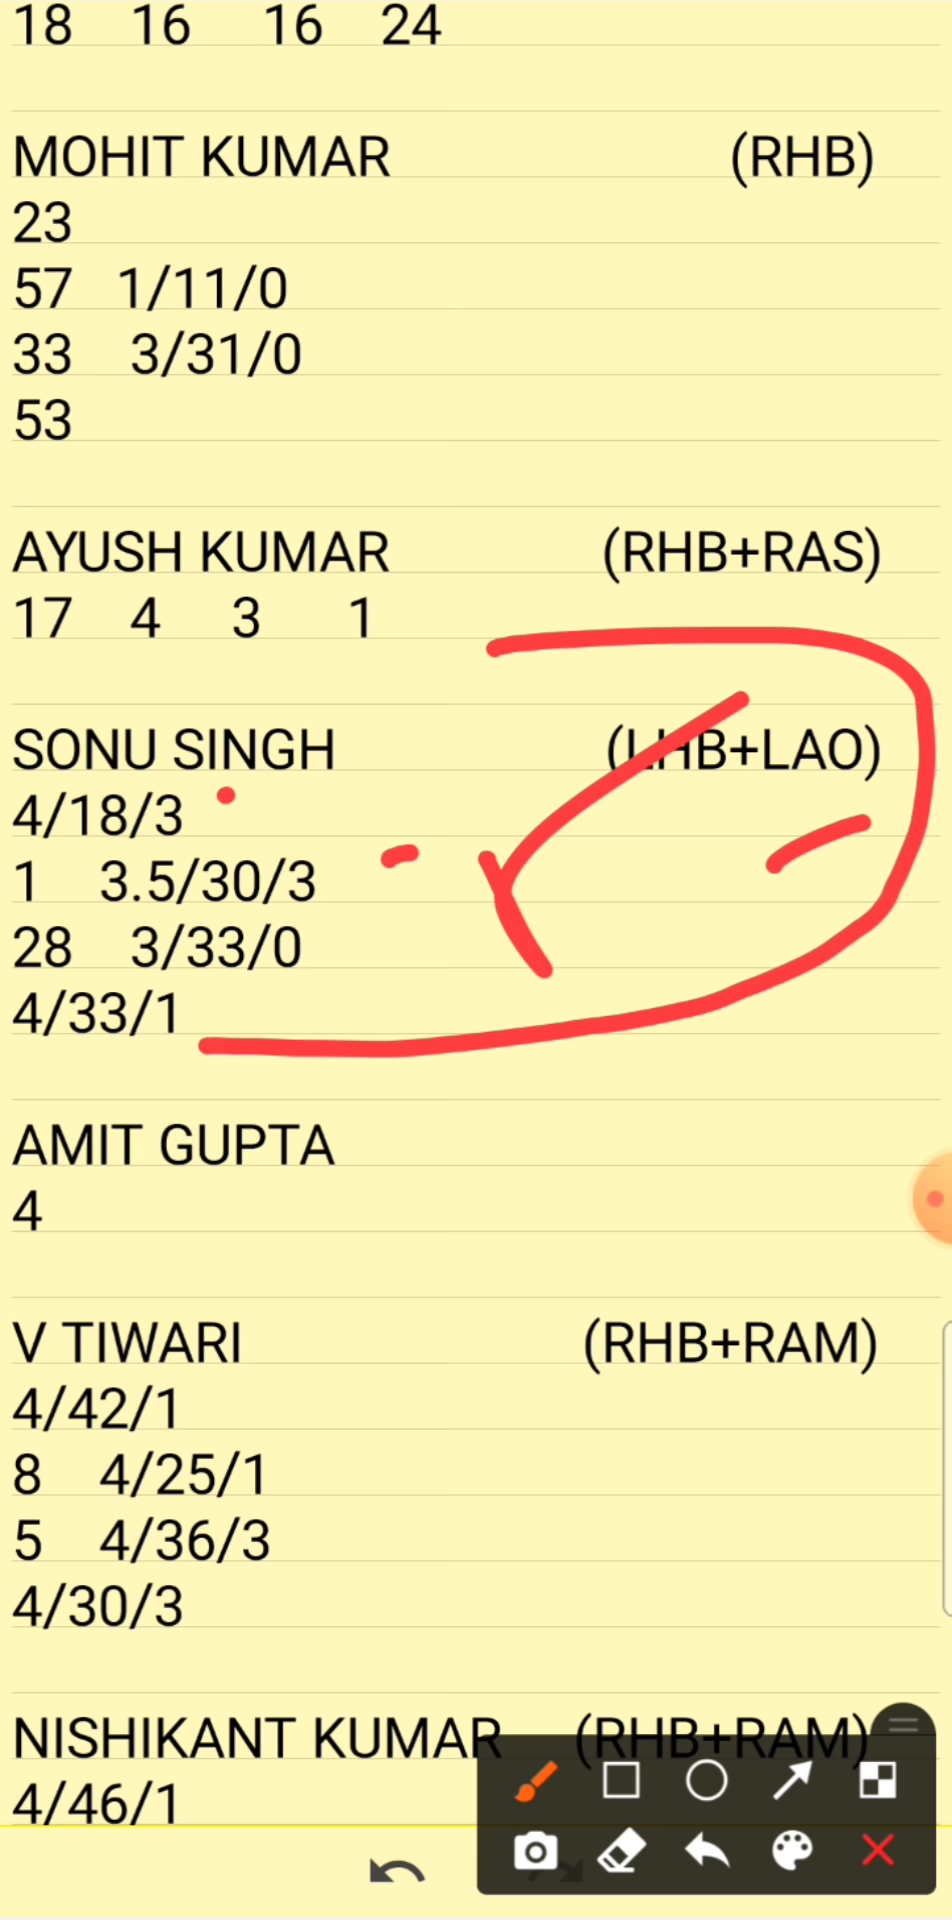 18 16 16 24
MOHIT KUMAR (RHB)
23
57 1/11/0
33 3/31/0
53
AYUSH KUMAR (RHB+RAS)
17 4 3 1
SONU SINGH (LHB+LAO)
4/18/3
1 3.5/30/3
28 3/33/0
4/33/1
AMIT GUPTA
4
V TIWARI (RHB+RAM)
4/42/1
8 4/25/1
5 4/36/3
4/30/3
NISHIKANT KUMAR (RHB+RAM)
4/46/1